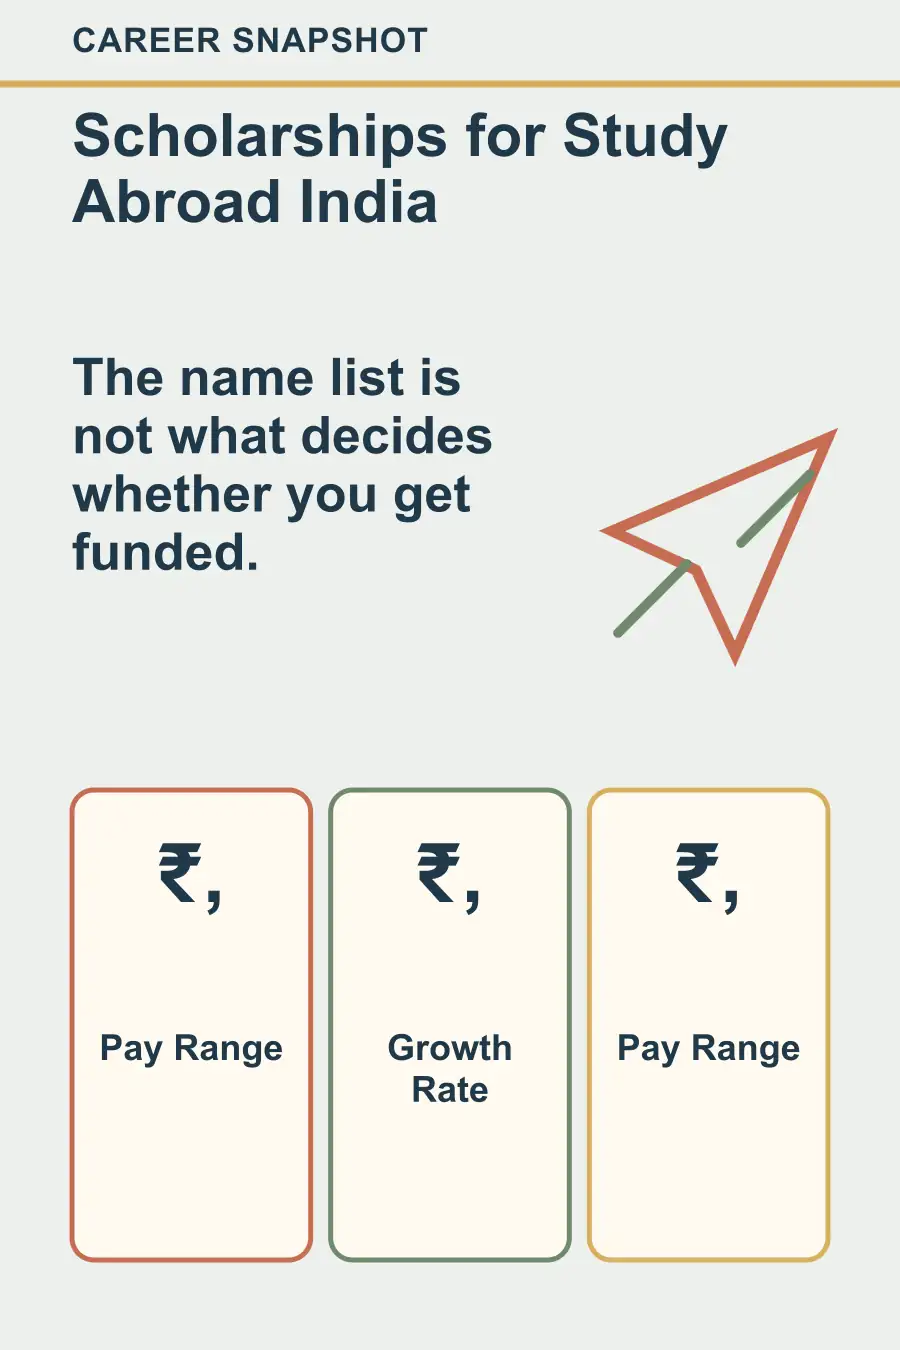 CAREER SNAPSHOT
Scholarships for Study
Abroad India
The name list is
not what decides
whether you get
funded.
₹,
Pay Range
₹,
Growth
Rate
₹,
Pay Range